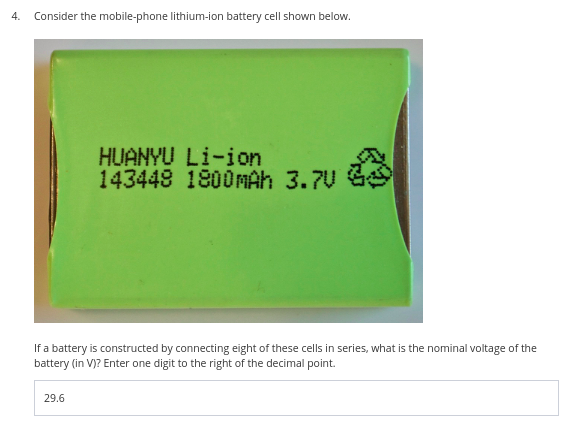 4. Consider the mobile-phone lithium-ion battery cell shown below.
HUANYU Li-ion
143448 1800mAh 3.7V
If a battery is constructed by connecting eight of these cells in series, what is the nominal voltage of the
battery (in V)? Enter one digit to the right of the decimal point.
29.6